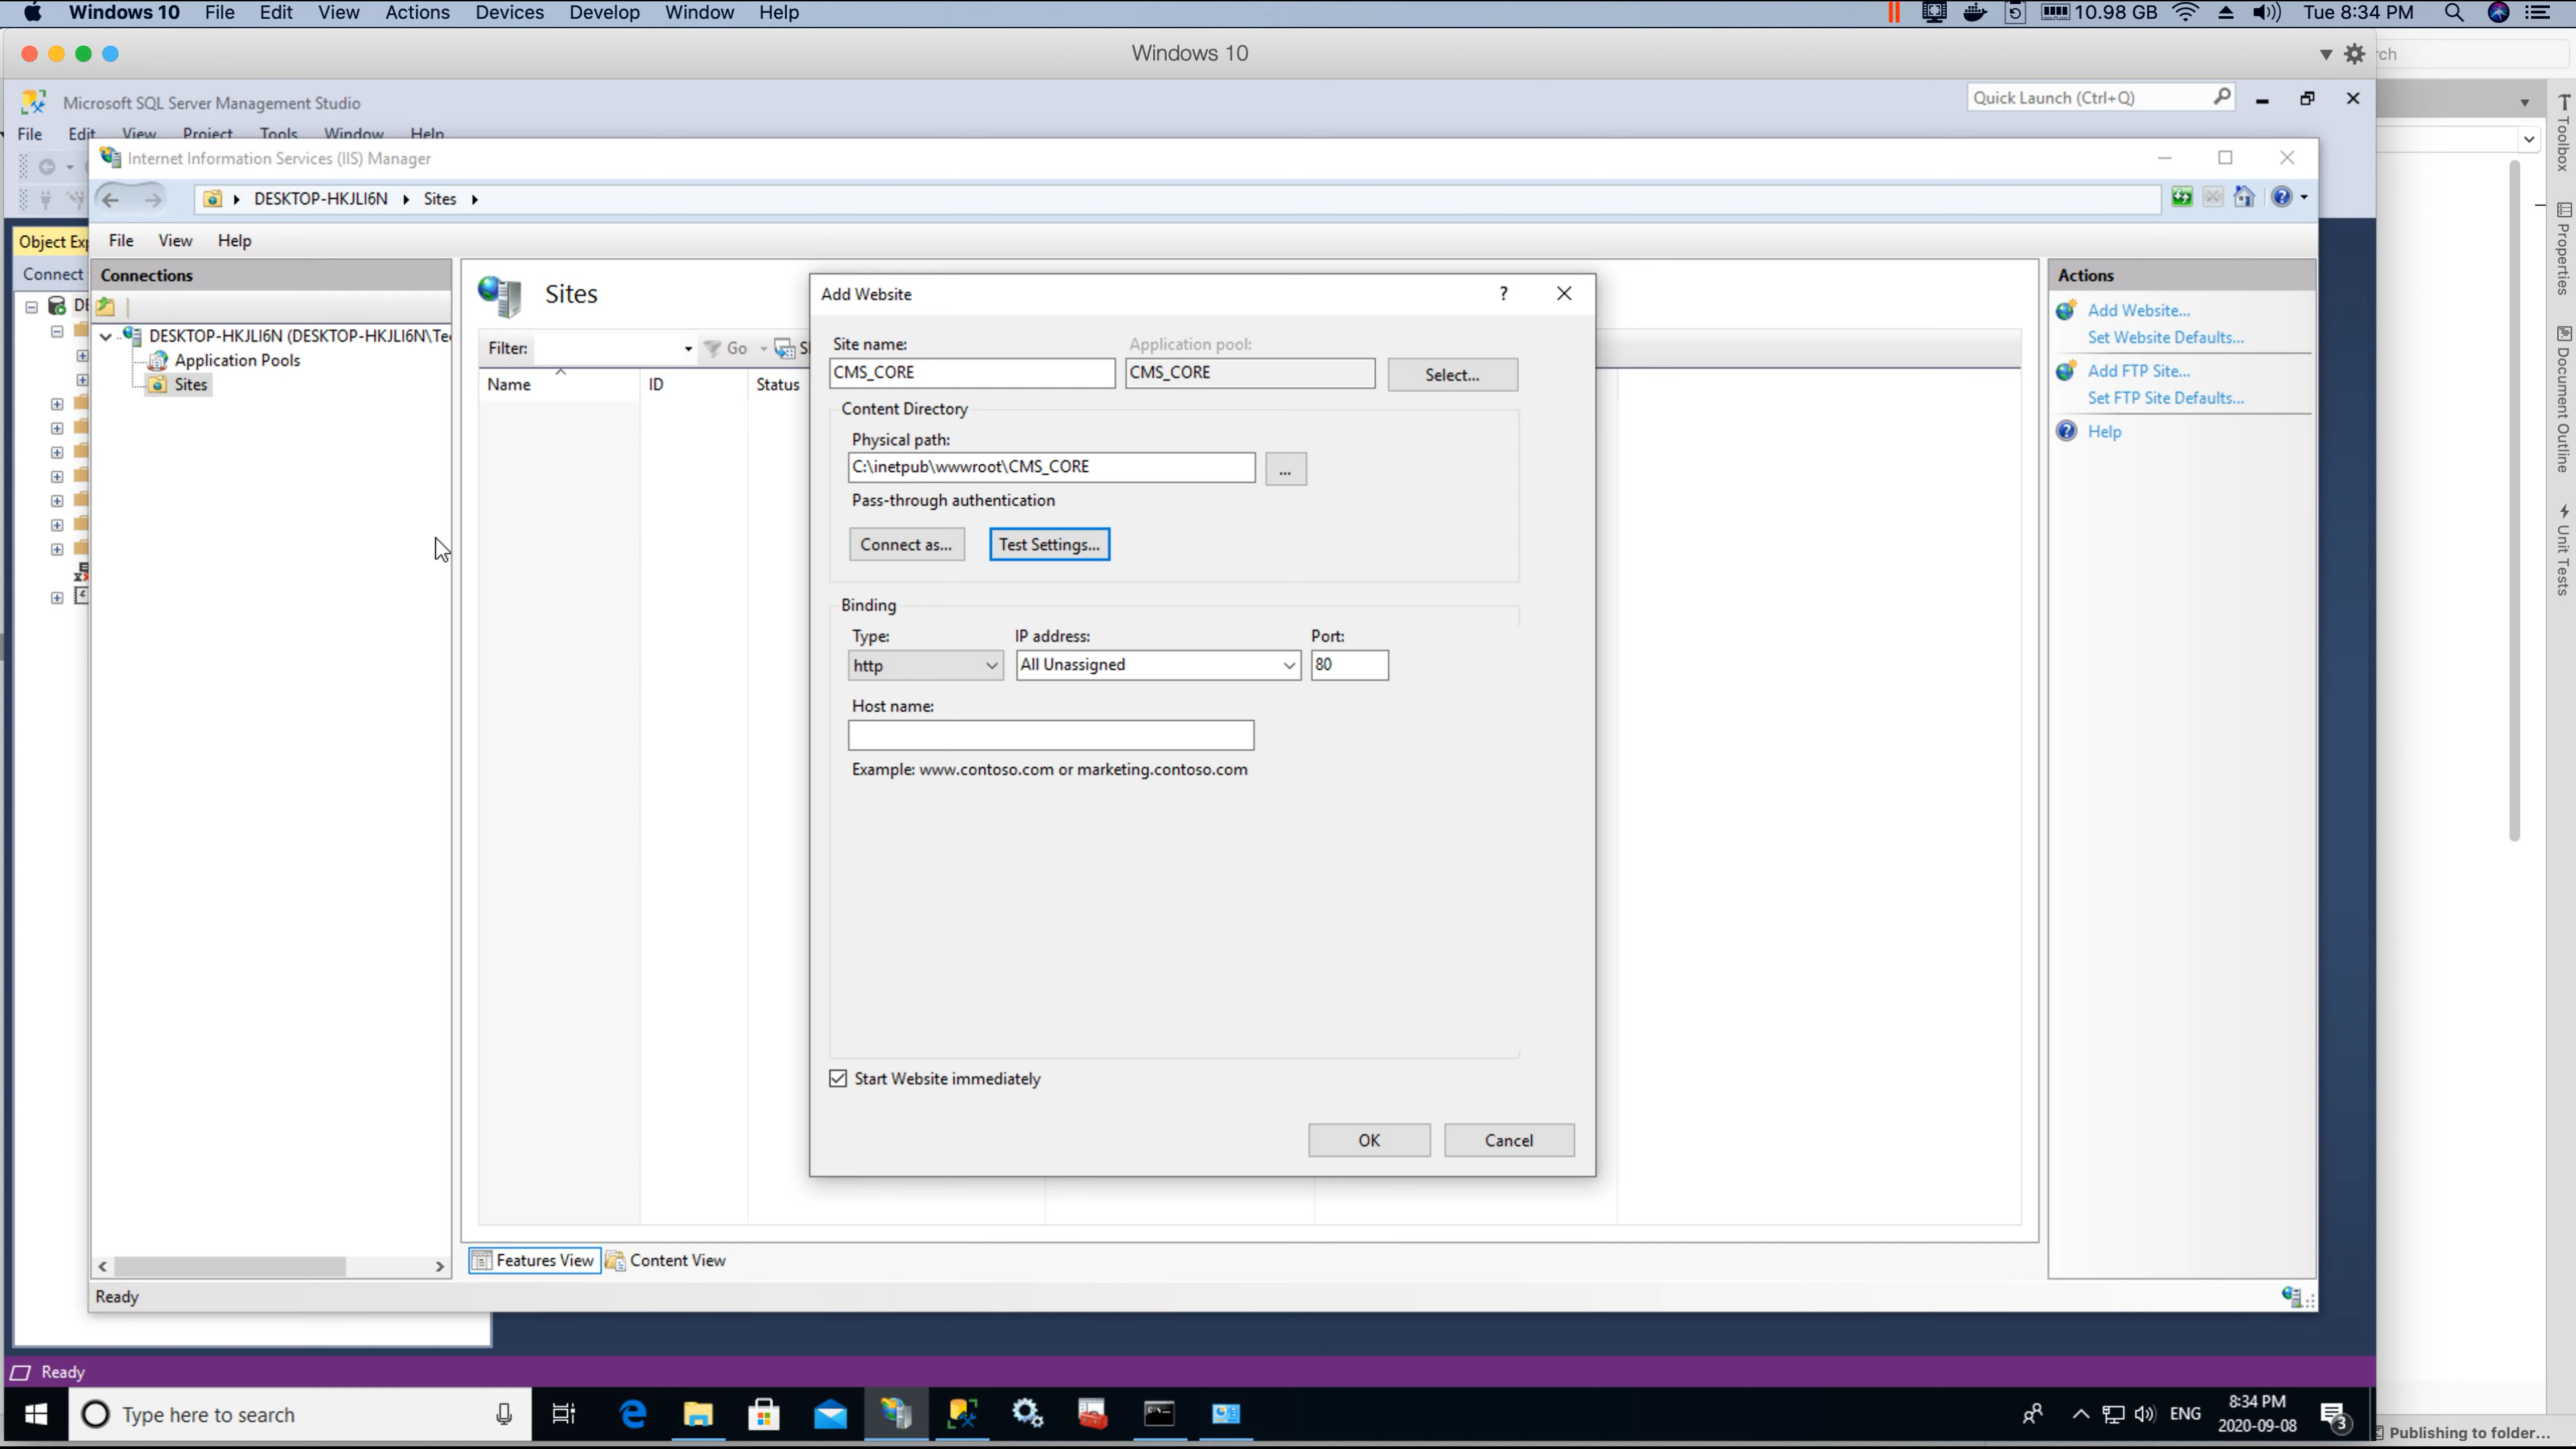 Windows 10 File Edit View Actions Devices Develop Window Help 10.98 GB Tue 8:34 PM
Windows 10
Microsoft SQL Server Management Studio
Quick Launch (Ctrl+Q)
File Edit View Project Tools Window Help
Internet Information Services (IIS) Manager
DESKTOP-HKJLI6N Sites
File View Help
Object
Connect
Connections
DESKTOP-HKJLI6N (DESKTOP-HKJLI6N\Te
Application Pools
Sites
Sites
Filter: Go
Name ID Status
Add Website ?
Site name:
CMS_CORE
Application pool:
CMS_CORE
Select...
Content Directory
Physical path:
C:\inetpub\wwwroot\CMS_CORE
...
Pass-through authentication
Connect as... Test Settings...
Binding
Type: IP address: Port:
http All Unassigned 80
Host name:
Example: www.contoso.com or marketing.contoso.com
Start Website immediately
OK Cancel
Actions
Add Website...
Set Website Defaults...
Add FTP Site...
Set FTP Site Defaults...
Help
Features View Content View
Ready
Ready
Toolbox
Properties
Document Outline
Unit Tests
Type here to search
ENG
8:34 PM
2020-09-08
3
Publishing to folder...